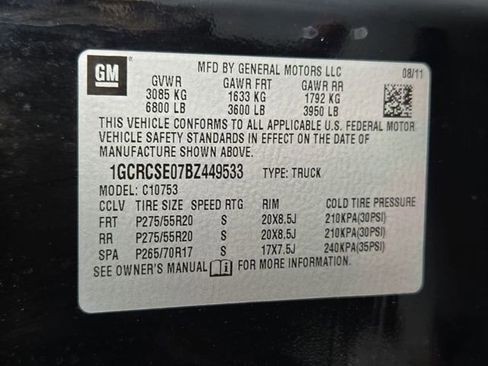 GM
MFD BY GENERAL MOTORS LLC 08/11
GVWR GAWR FRT GAWR RR
3085 KG 1633 KG 1792 KG
6800 LB 3600 LB 3950 LB
THIS VEHICLE CONFORMS TO ALL APPLICABLE U.S. FEDERAL MOTOR
VEHICLE SAFETY STANDARDS IN EFFECT ON THE DATE OF
MANUFACTURE SHOWN ABOVE.
1GCRCSE07BZ449533 TYPE: TRUCK
MODEL: C10753
CCLV TIRE SIZE SPEED RTG RIM COLD TIRE PRESSURE
FRT P275/55R20 S 20X8.5J 210KPA(30PSI)
RR P275/55R20 S 20X8.5J 210KPA(30PSI)
SPA P265/70R17 S 17X7.5J 240KPA(35PSI)
SEE OWNER'S MANUAL FOR MORE INFORMATION.